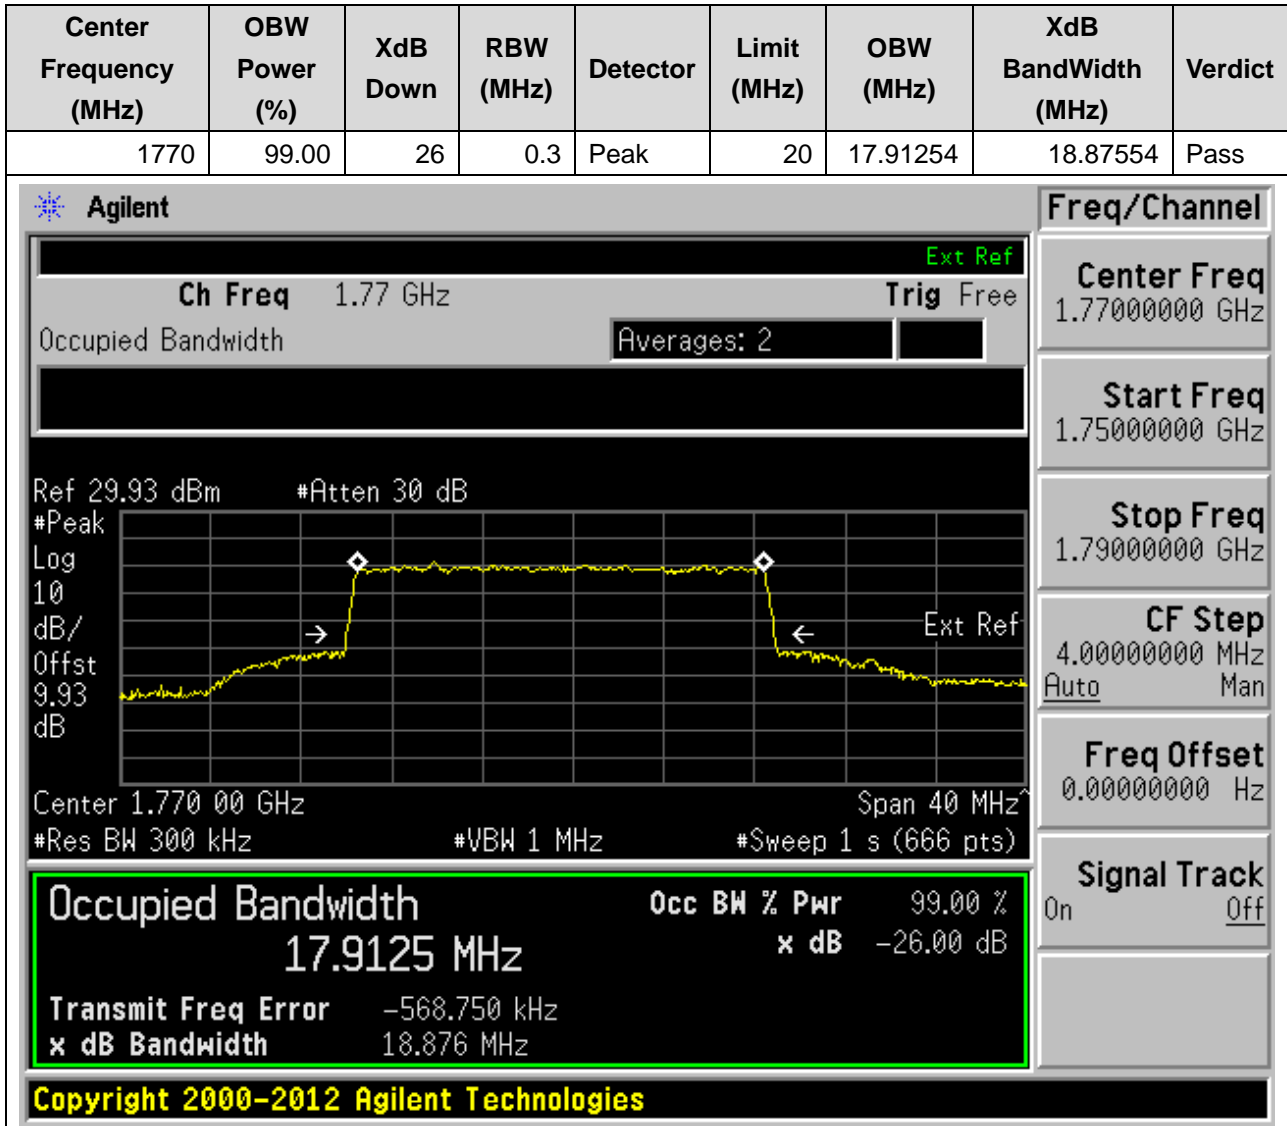 Center Frequency (MHz) OBW Power (%) XdB Down RBW (MHz) Detector Limit (MHz) OBW (MHz) XdB BandWidth (MHz) Verdict
1770 99.00 26 0.3 Peak 20 17.91254 18.87554 Pass
Agilent
Freq/Channel
Ext Ref
Ch Freq 1.77 GHz Trig Free
Occupied Bandwidth Averages: 2
Center Freq
1.77000000 GHz
Start Freq
1.75000000 GHz
Stop Freq
1.79000000 GHz
CF Step
4.00000000 MHz
Auto Man
Freq Offset
0.00000000 Hz
Signal Track
On Off
Ref 29.93 dBm #Atten 30 dB
#Peak
Log
10
dB/
Offst
9.93
dB
Ext Ref
Center 1.770 00 GHz Span 40 MHz^
#Res BW 300 kHz #VBW 1 MHz #Sweep 1 s (666 pts)
Occupied Bandwidth Occ BW % Pwr 99.00 %
17.9125 MHz x dB -26.00 dB
Transmit Freq Error -568.750 kHz
x dB Bandwidth 18.876 MHz
Copyright 2000-2012 Agilent Technologies